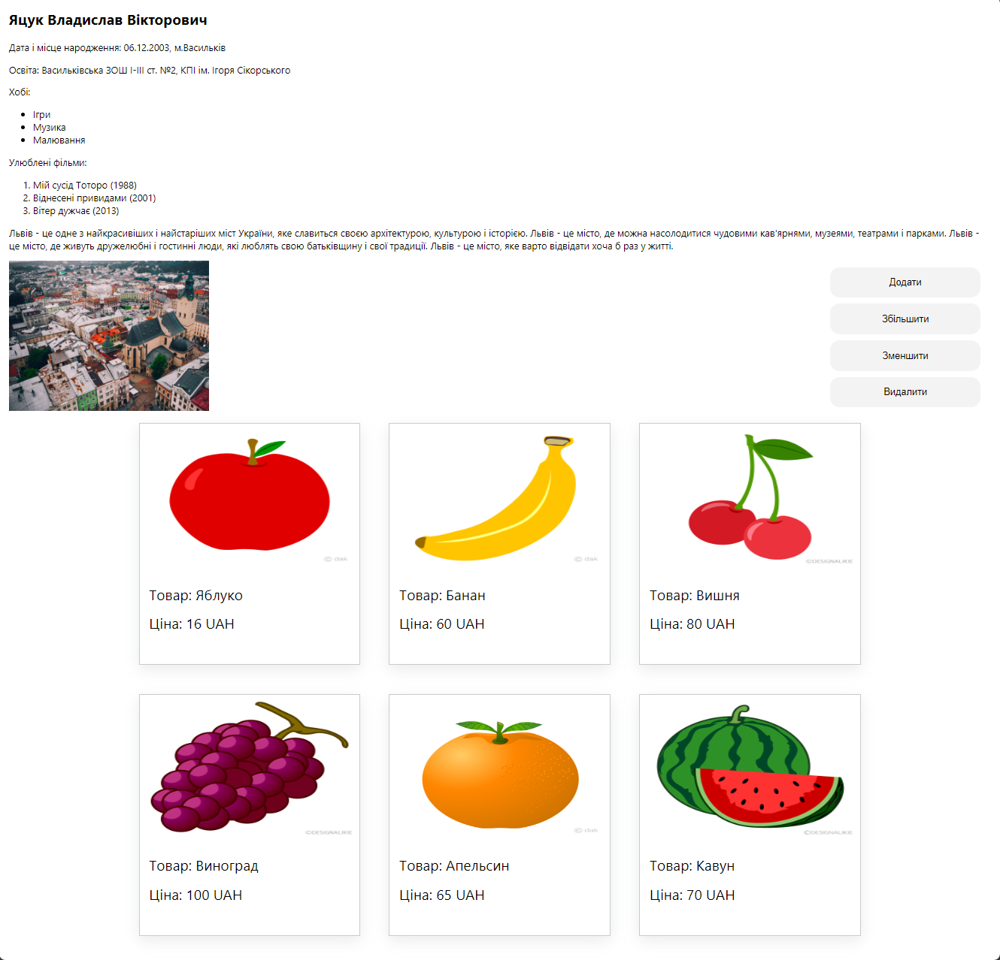 Яцук Владислав Вікторович
Дата і місце народження: 06.12.2003, м.Васильків
Освіта: Васильківська ЗОШ І-ІІІ ст. №2, КПІ ім. Ігоря Сікорського
Хобі:
Ігри
Музика
Малювання
Улюблені фільми:
1. Мій сусід Тоторо (1988)
2. Віднесені привидами (2001)
3. Вітер дужчає (2013)
Львів - це одне з найкрасивіших і найстаріших міст України, яке славиться своєю архітектурою, культурою і історією. Львів - це місто, де можна насолодитися чудовими кав'ярнями, музеями, театрами і парками. Львів -
це місто, де живуть дружелюбні і гостинні люди, які люблять свою батьківщину і свої традиції. Львів - це місто, яке варто відвідати хоча б раз у житті.
Додати
Збільшити
Зменшити
Видалити
© dak
© dak
©DESIGNALIKIE
Товар: Яблуко
Товар: Банан
Товар: Вишня
Ціна: 16 UAH
Ціна: 60 UAH
Ціна: 80 UAH
©DESIGNALIKIE
© dak
©DESIGNALIKIE
Товар: Виноград
Товар: Апельсин
Товар: Кавун
Ціна: 100 UAH
Ціна: 65 UAH
Ціна: 70 UAH